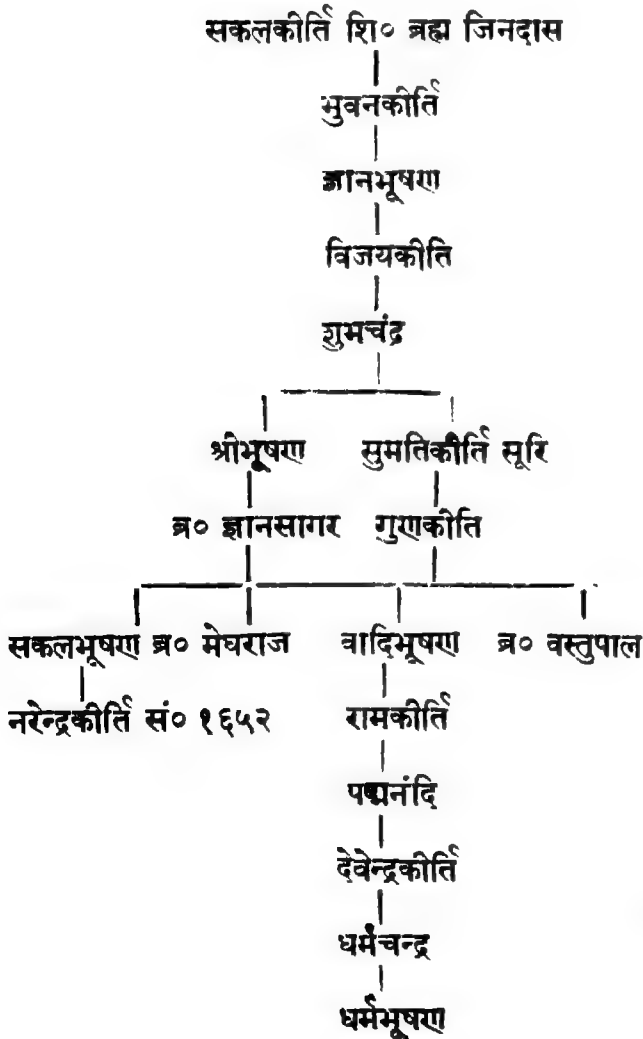 सकलकीर्ति शि० ब्रह्म जिनदास
भुवनकीर्ति
ज्ञानभूषण
विजयकीर्ति
शुमचंद्र
श्रीभूषण सुमतिकीर्ति सूरि
ब्र० ज्ञानसागर गुणकीर्ति
सकलभूषण ब्र० मेघराज वादिभूषण ब्र० वस्तुपाल
नरेन्द्रकीर्ति सं० १६५२ रामकीर्ति
पद्मनंदि
देवेन्द्रकीर्ति
धर्मचन्द्र
धर्मभूषण